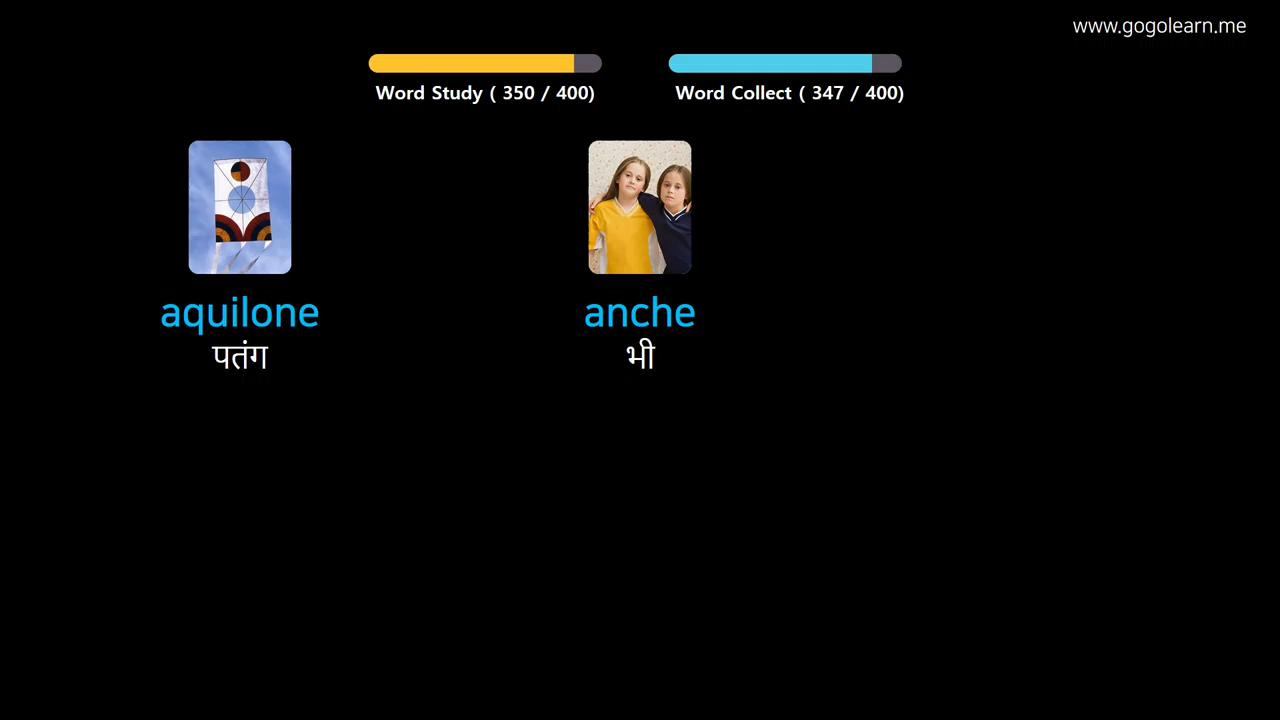 www.gogolearn.me
Word Study ( 350 / 400)
Word Collect ( 347 / 400)
aquilone
पतंग
anche
भी